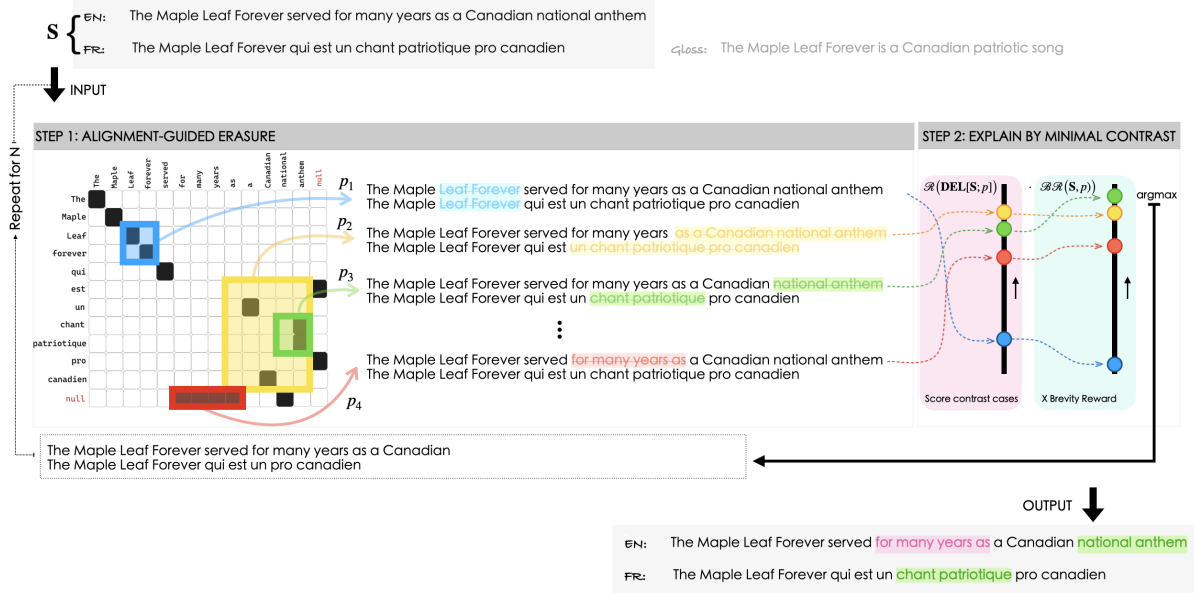 S { EN: The Maple Leaf Forever served for many years as a Canadian national anthem
FR: The Maple Leaf Forever qui est un chant patriotique pro canadien
Gloss: The Maple Leaf Forever is a Canadian patriotic song
INPUT
Repeat for N
STEP 1: ALIGNMENT-GUIDED ERASURE
The Maple Leaf forever served for many years as a Canadian national anthem null
The
Maple
Leaf
forever
qui
est
un
chant
patriotique
pro
canadien
null
p1
The Maple Leaf Forever served for many years as a Canadian national anthem
The Maple Leaf Forever qui est un chant patriotique pro canadien
p2
The Maple Leaf Forever served for many years as a Canadian national anthem
The Maple Leaf Forever qui est un chant patriotique pro canadien
p3
The Maple Leaf Forever served for many years as a Canadian national anthem
The Maple Leaf Forever qui est un chant patriotique pro canadien
⋮
p4
The Maple Leaf Forever served for many years as a Canadian national anthem
The Maple Leaf Forever qui est un chant patriotique pro canadien
STEP 2: EXPLAIN BY MINIMAL CONTRAST
ℛ(DEL[S; p]) · ℬℛ(S, p))
argmax
Score contrast cases
X Brevity Reward
The Maple Leaf Forever served for many years as a Canadian
The Maple Leaf Forever qui est un pro canadien
OUTPUT
EN: The Maple Leaf Forever served for many years as a Canadian national anthem
FR: The Maple Leaf Forever qui est un chant patriotique pro canadien